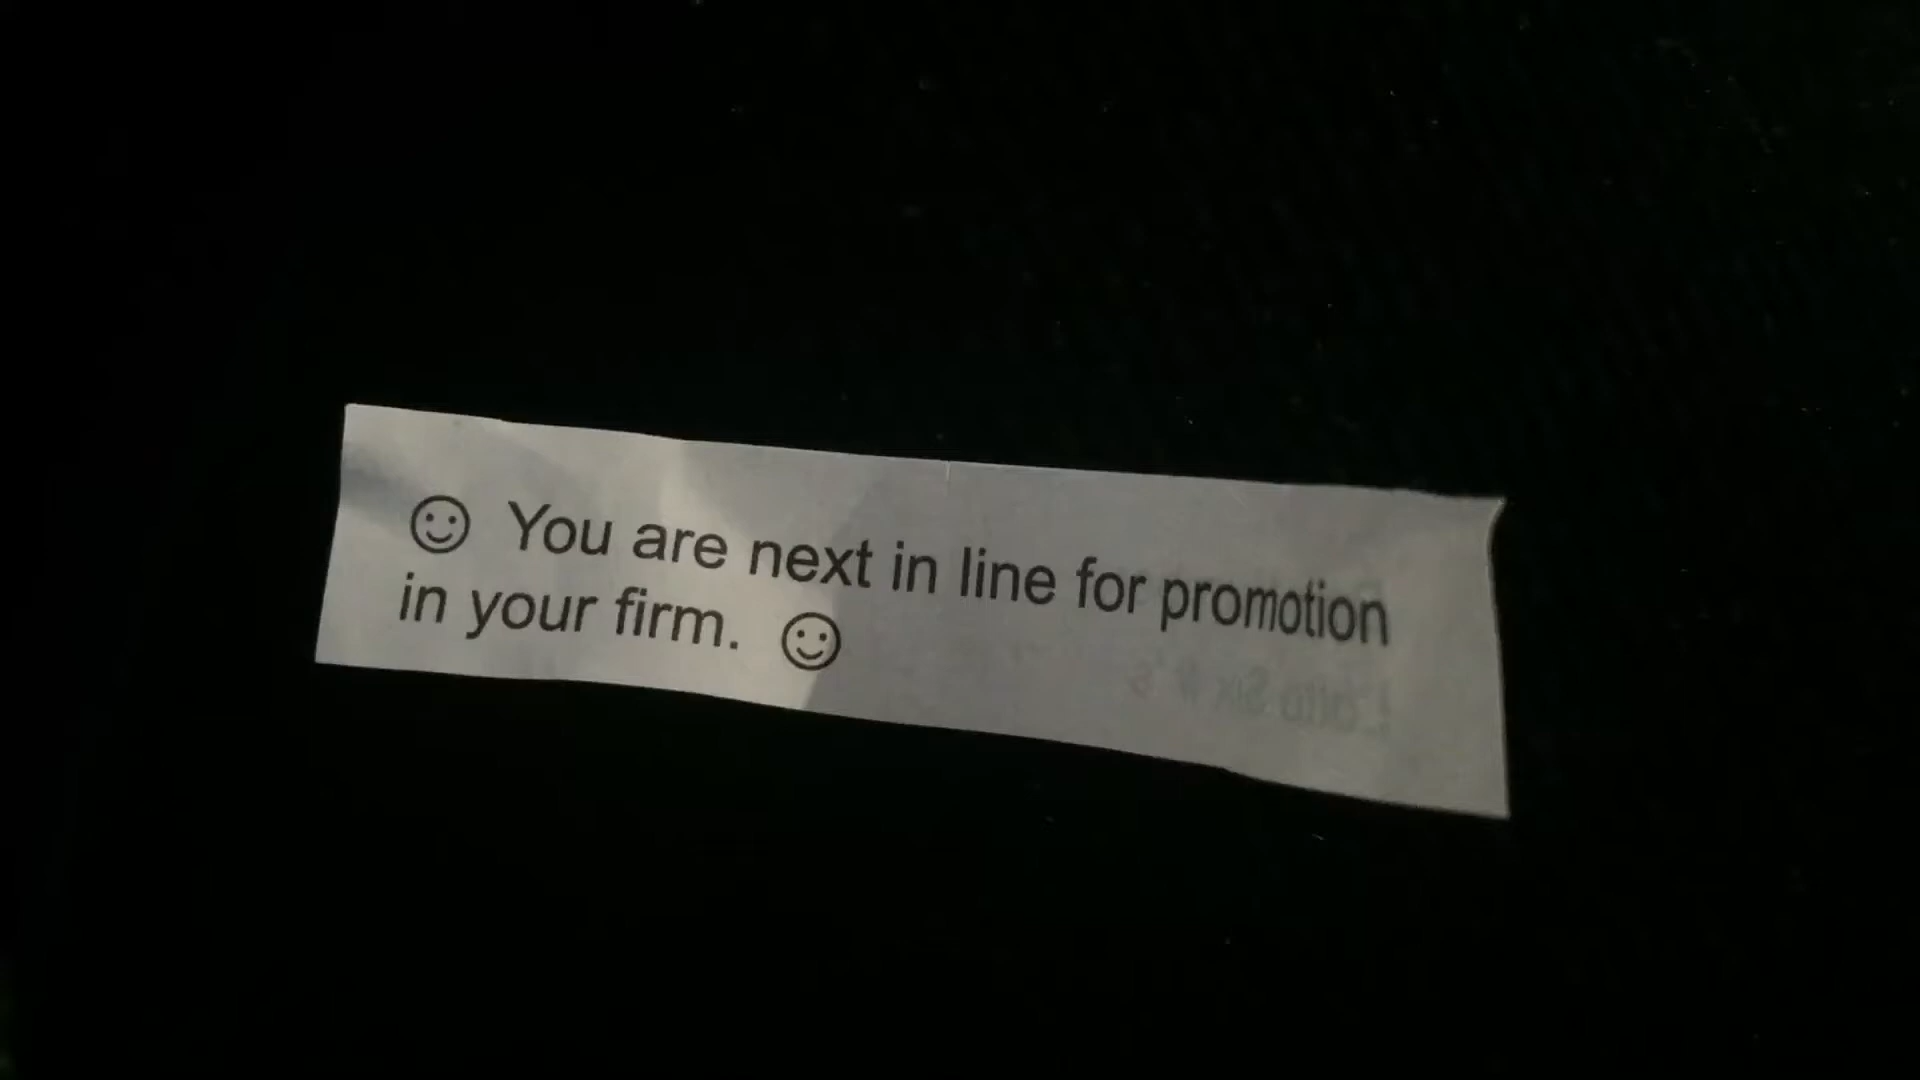 ☺ You are next in line for promotion
in your firm. ☺